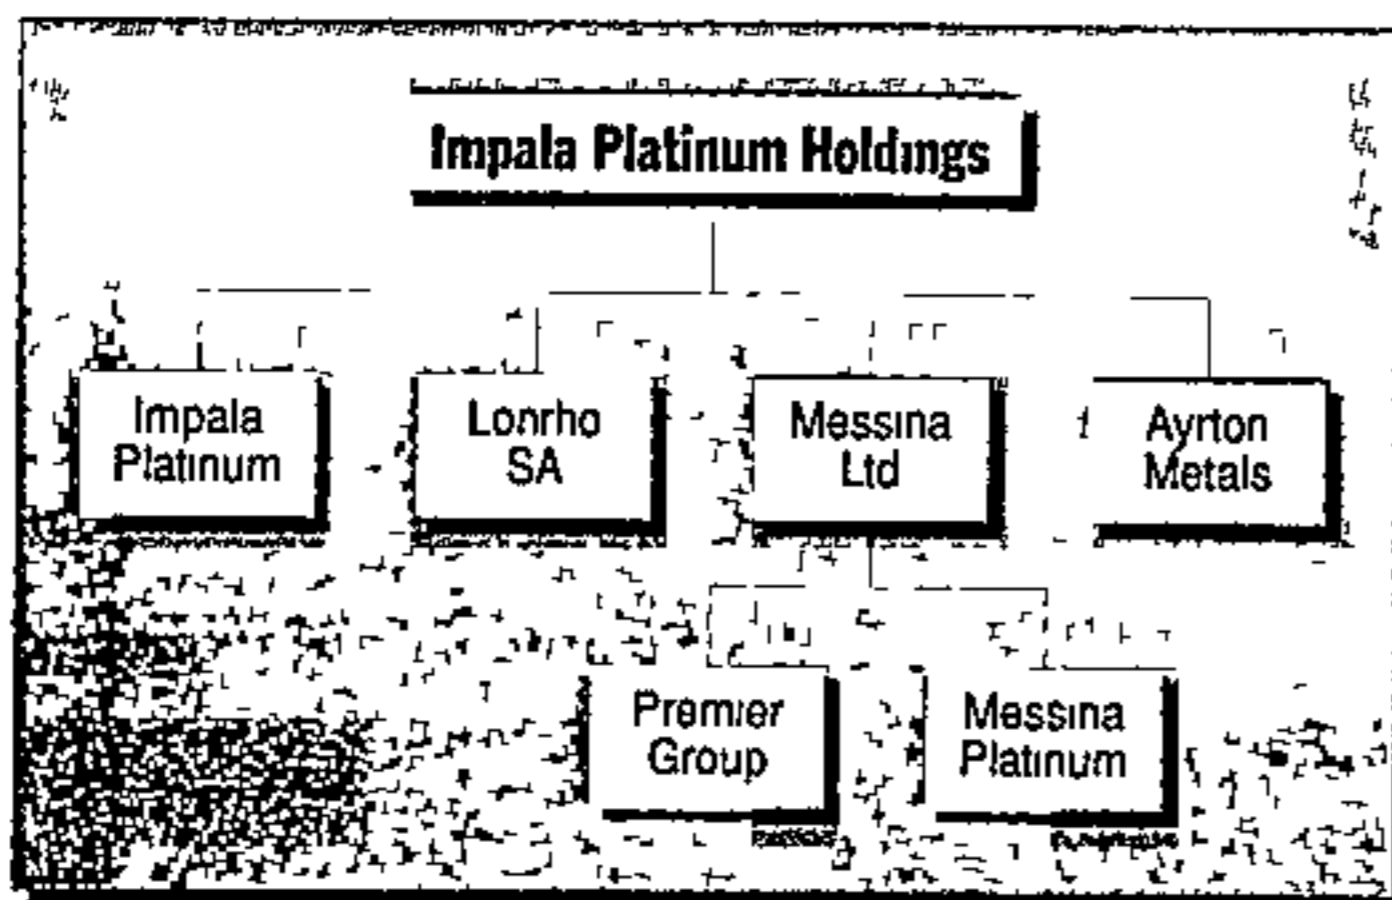 Impala Platinum Holdings
Impala
Platinum
Lonrho
SA
Messina
Ltd
Ayrton
Metals
Premier
Group
Messina
Platinum